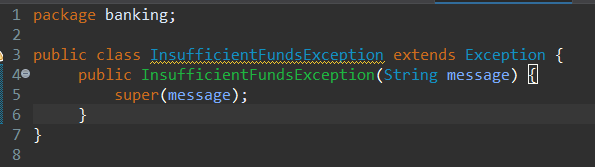 1 package banking;
2
3 public class InsufficientFundsException extends Exception {
4     public InsufficientFundsException(String message) {
5         super(message);
6     }
7 }
8